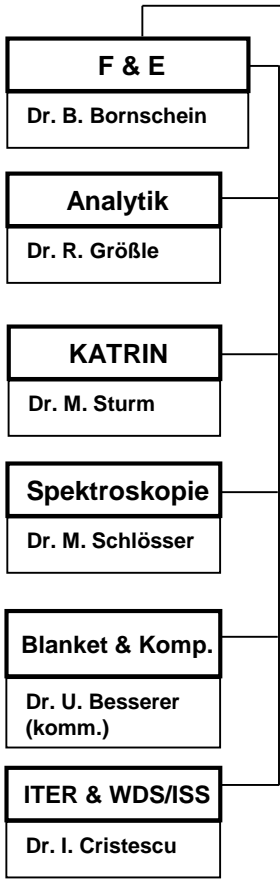 F & E
Dr. B. Bornschein
Analytik
Dr. R. Größle
KATRIN
Dr. M. Sturm
Spektroskopie
Dr. M. Schlösser
Blanket & Komp.
Dr. U. Besserer
(komm.)
ITER & WDS/ISS
Dr. I. Cristescu